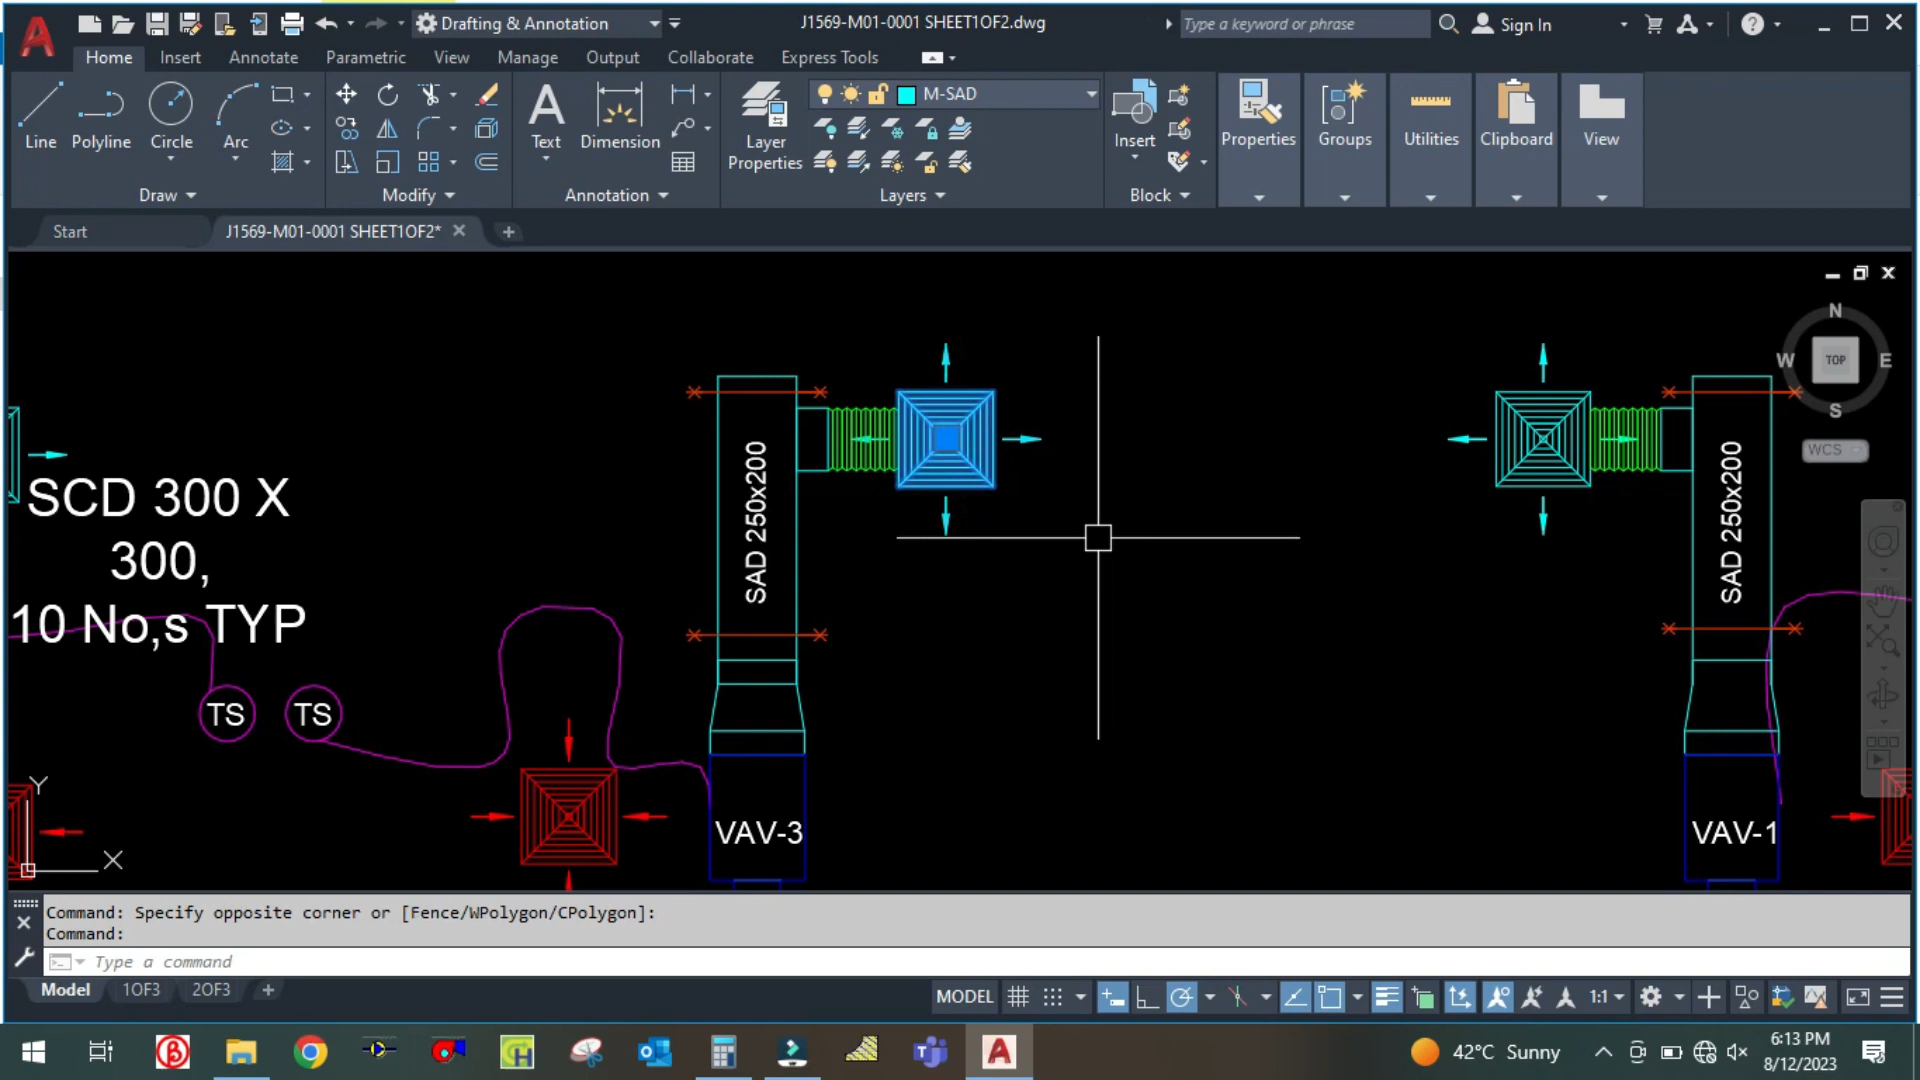 Drafting & Annotation
J1569-M01-0001 SHEET1OF2.dwg
Type a keyword or phrase
Sign In
Home
Insert
Annotate
Parametric
View
Manage
Output
Collaborate
Express Tools
Line
Polyline
Circle
Arc
Text
Dimension
Layer
Properties
M-SAD
Insert
Properties
Groups
Utilities
Clipboard
View
Draw
Modify
Annotation
Layers
Block
Start
J1569-M01-0001 SHEET1OF2*
N
W
TOP
E
S
WCS
SCD 300 X
300,
10 No,s TYP
SAD 250x200
SAD 250x200
TS
TS
VAV-3
VAV-1
Y
X
Command: Specify opposite corner or [Fence/WPolygon/CPolygon]:
Command:
Type a command
Model
1OF3
2OF3
MODEL
1:1
42°C Sunny
6:13 PM
8/12/2023